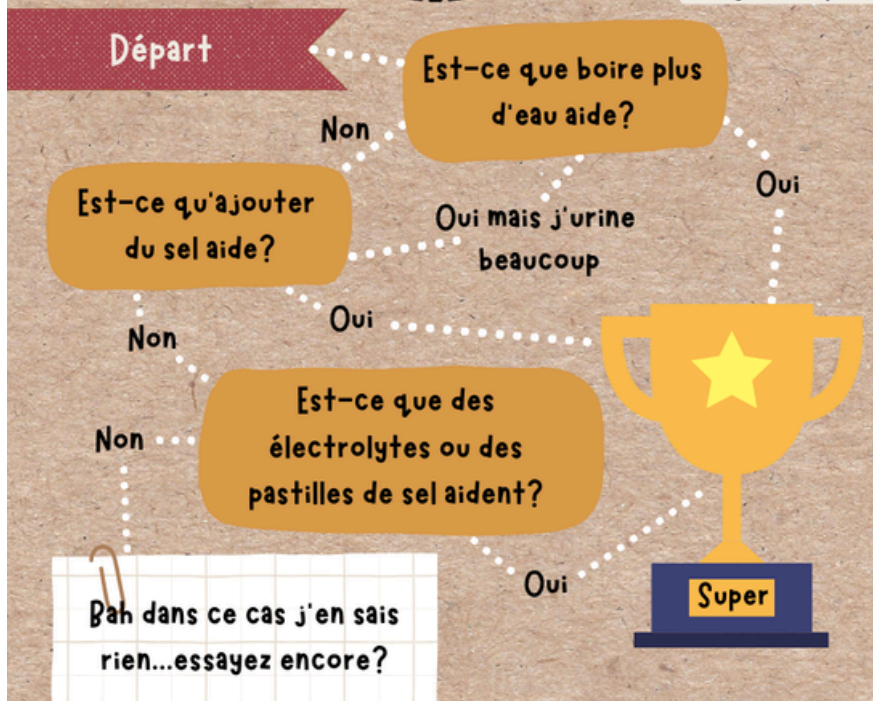 Départ
Est-ce que boire plus
d'eau aide?
Non
Oui
Est-ce qu'ajouter
du sel aide?
Oui mais j'urine
beaucoup
Oui
Non
Est-ce que des
électrolytes ou des
pastilles de sel aident?
Non
Oui
Super
Bah dans ce cas j'en sais
rien...essayez encore?